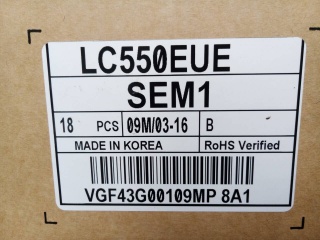 LC550EUE
SEM1
18 PCS 09M/03-16 B
MADE IN KOREA RoHS Verified
VGF43G00109MP 8A1